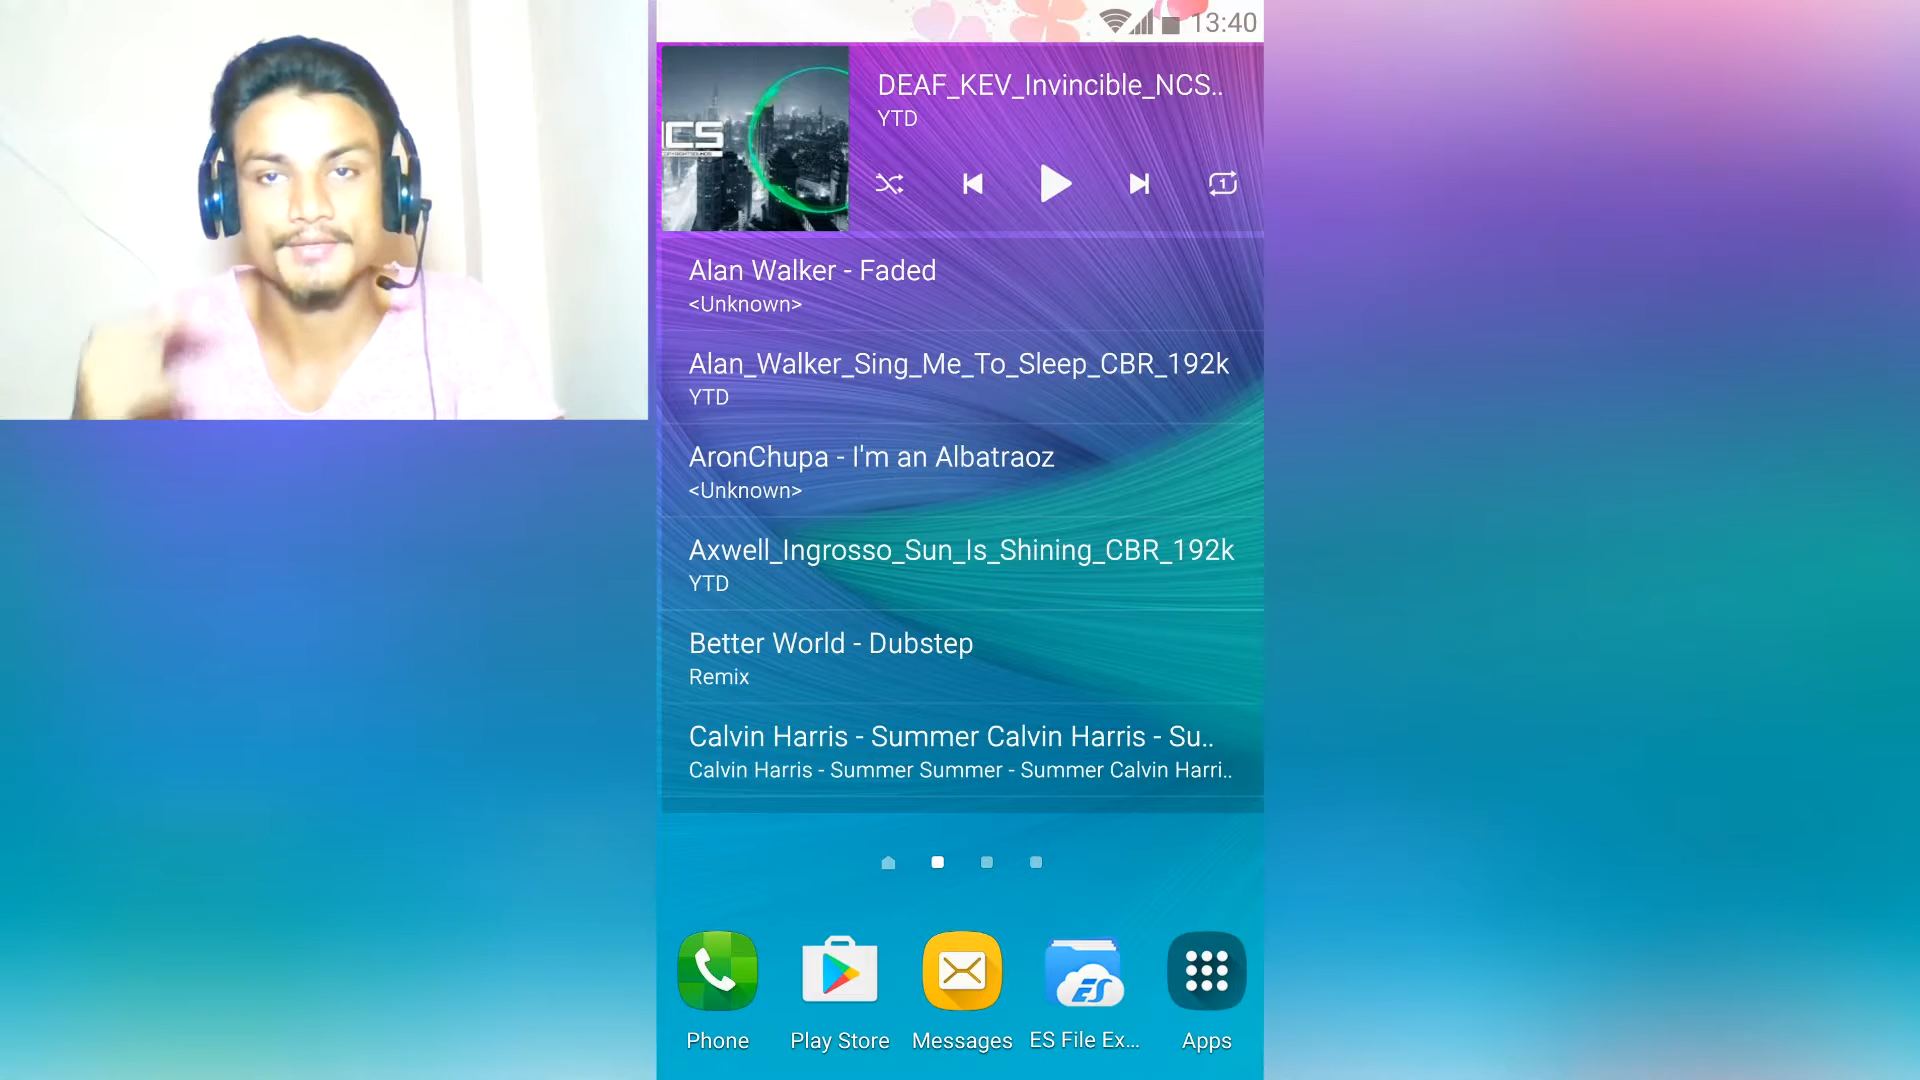 13:40
DEAF_KEV_Invincible_NCS..
YTD
1
Alan Walker - Faded
<Unknown>
Alan_Walker_Sing_Me_To_Sleep_CBR_192k
YTD
AronChupa - I'm an Albatraoz
<Unknown>
Axwell_Ingrosso_Sun_Is_Shining_CBR_192k
YTD
Better World - Dubstep
Remix
Calvin Harris - Summer Calvin Harris - Su..
Calvin Harris - Summer Summer - Summer Calvin Harri..
ES
Phone
Play Store
Messages
ES File Ex...
Apps